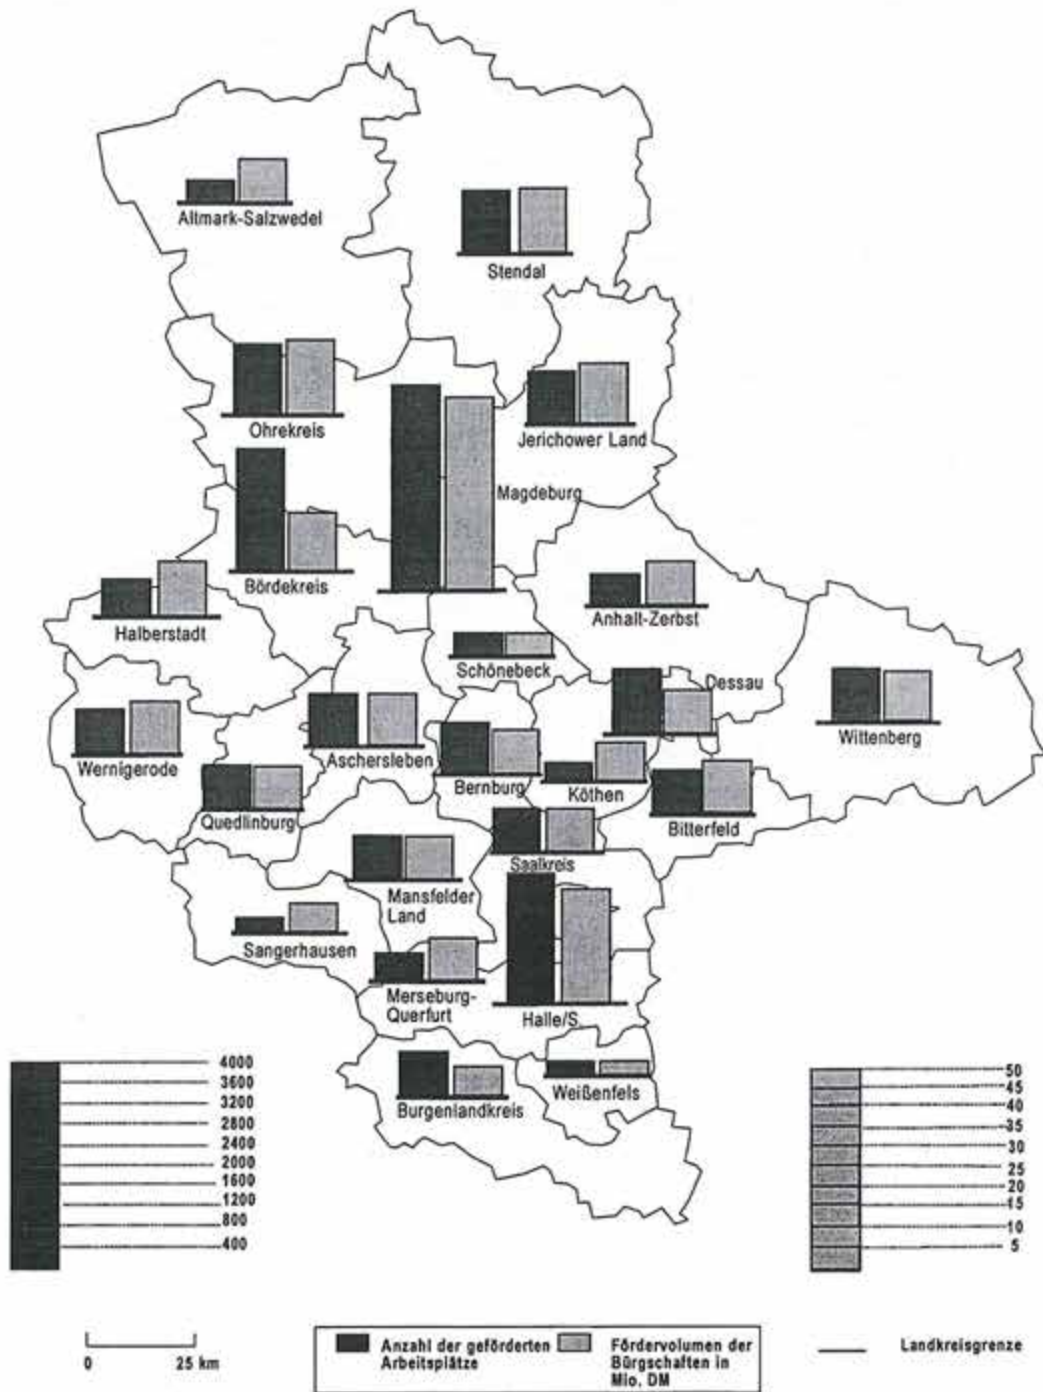 Altmark-Salzwedel
Stendal
Ohrekreis
Jerichower Land
Magdeburg
Bördekreis
Halberstadt
Anhalt-Zerbst
Schönebeck
Dessau
Wittenberg
Wernigerode
Aschersleben
Bernburg
Köthen
Quedlinburg
Bitterfeld
Saalkreis
Mansfelder
Land
Sangerhausen
Merseburg-
Querfurt
Halle/S.
Burgenlandkreis
Weißenfels
4000
3600
3200
2800
2400
2000
1600
1200
800
400
50
45
40
35
30
25
20
15
10
5
0 25 km
Anzahl der geförderten
Arbeitsplätze
Fördervolumen der
Bürgschaften in
Mio. DM
Landkreisgrenze